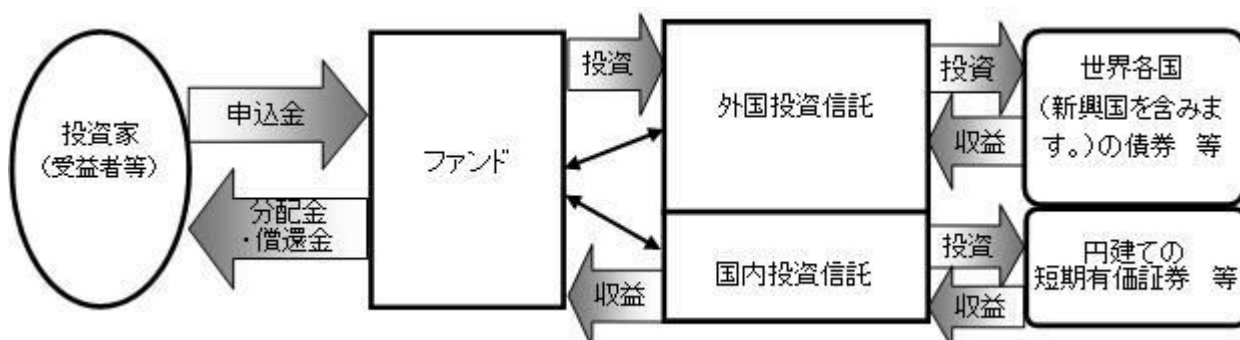 投資家
(受益者等)
申込金
分配金
・償還金
ファンド
投資
収益
外国投資信託
国内投資信託
投資
収益
世界各国
(新興国を含みま
す。)の債券 等
投資
収益
円建ての
短期有価証券 等